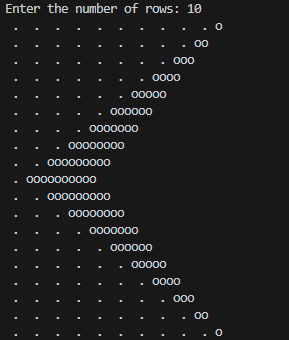 Enter the number of rows: 10
 .  .  .  .  .  .  .  .  .  . o
 .  .  .  .  .  .  .  .  . oo
 .  .  .  .  .  .  .  . ooo
 .  .  .  .  .  .  . oooo
 .  .  .  .  .  . ooooo
 .  .  .  .  . oooooo
 .  .  .  . ooooooo
 .  .  . oooooooo
 .  . ooooooooo
 . oooooooooo
 .  . ooooooooo
 .  .  . oooooooo
 .  .  .  . ooooooo
 .  .  .  .  . oooooo
 .  .  .  .  .  . ooooo
 .  .  .  .  .  .  . oooo
 .  .  .  .  .  .  .  . ooo
 .  .  .  .  .  .  .  .  . oo
 .  .  .  .  .  .  .  .  .  . o